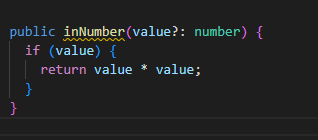 public inNumber(value?: number) {
  if (value) {
    return value * value;
  }
}